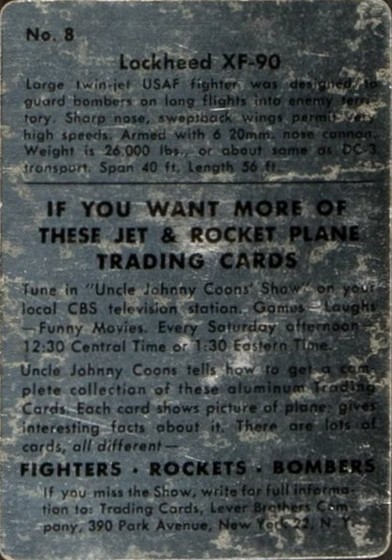 No. 8
Lockheed XF-90
Large twin-jet USAF fighter was designed to
guard bombers on long flights into enemy terri-
tory. Sharp nose, sweptback wings permit very
high speeds. Armed with 6 20mm. nose cannon.
Weight is 26,000 lbs., or about same as DC-3
transport. Span 40 ft. Length 56 ft.
IF YOU WANT MORE OF
THESE JET & ROCKET PLANE
TRADING CARDS
Tune in "Uncle Johnny Coons' Show" on your
local CBS television station. Games—Laughs
—Funny Movies. Every Saturday afternoon—
12:30 Central Time or 1:30 Eastern Time.
Uncle Johnny Coons tells how to get a com-
plete collection of these aluminum Trading
Cards. Each card shows picture of plane; gives
interesting facts about it. There are lots of
cards, all different—
FIGHTERS · ROCKETS · BOMBERS
If you miss the Show, write for full informa-
tion to: Trading Cards, Lever Brothers Com-
pany, 390 Park Avenue, New York 22, N. Y.